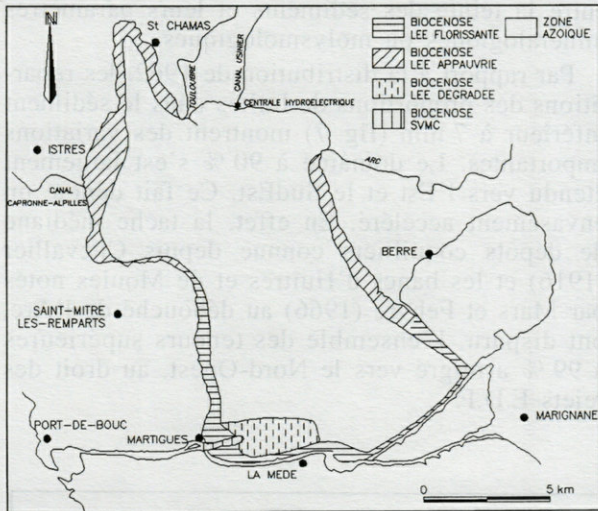 N
ST. CHAMAS
TOULOUBRE
CANAL USINIER
CENTRALE HYDROELECTRIQUE
ISTRES
CANAL
CAPRONNE-ALPILLES
ARC
BERRE
SAINT-MITRE
LES-REMPARTS
PORT-DE-BOUC
MARTIGUES
LA MEDE
MARIGNANE
0 5 km
BIOCENOSE
LEE FLORISSANTE
BIOCENOSE
LEE APPAUVRIE
BIOCENOSE
LEE DEGRADEE
BIOCENOSE
SVMC
ZONE
AZOIQUE